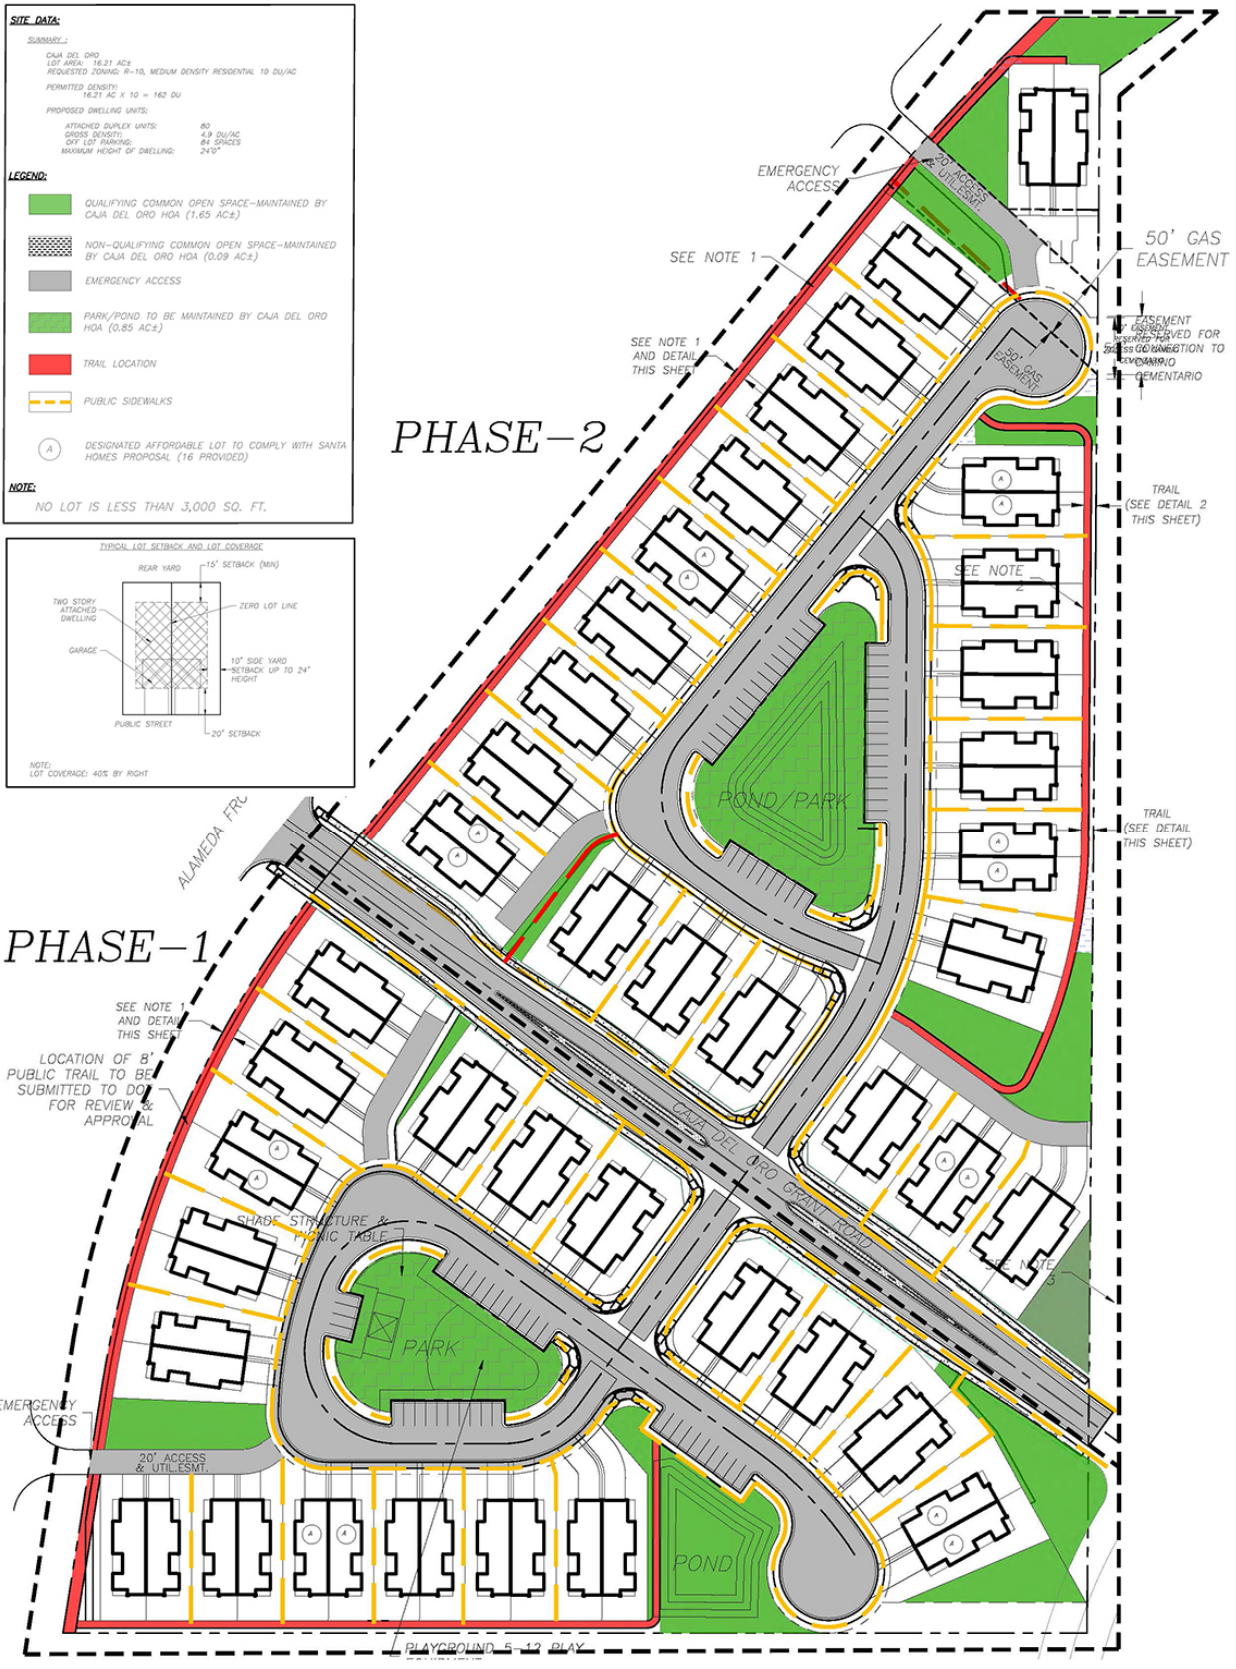 SITE DATA:
SUMMARY :
CAJA DEL ORO
LOT AREA: 16.21 AC±
REQUESTED ZONING: R-10, MEDIUM DENSITY RESIDENTIAL 10 DU/AC
PERMITTED DENSITY:
16.21 AC X 10 = 162 DU
PROPOSED DWELLING UNITS:
ATTACHED DUPLEX UNITS: 80
GROSS DENSITY: 4.9 DU/AC
OFF LOT PARKING: 84 SPACES
MAXIMUM HEIGHT OF DWELLING: 24'0"
LEGEND:
QUALIFYING COMMON OPEN SPACE-MAINTAINED BY
CAJA DEL ORO HOA (1.65 AC±)
NON-QUALIFYING COMMON OPEN SPACE-MAINTAINED
BY CAJA DEL ORO HOA (0.09 AC±)
EMERGENCY ACCESS
PARK/POND TO BE MAINTAINED BY CAJA DEL ORO
HOA (0.85 AC±)
TRAIL LOCATION
PUBLIC SIDEWALKS
A
DESIGNATED AFFORDABLE LOT TO COMPLY WITH SANTA
HOMES PROPOSAL (16 PROVIDED)
NOTE:
NO LOT IS LESS THAN 3,000 SQ. FT.
TYPICAL LOT SETBACK AND LOT COVERAGE
REAR YARD
15' SETBACK (MIN)
TWO STORY
ATTACHED
DWELLING
ZERO LOT LINE
GARAGE
10' SIDE YARD
SETBACK UP TO 24'
HEIGHT
PUBLIC STREET
20' SETBACK
NOTE:
LOT COVERAGE: 40% BY RIGHT
EMERGENCY
ACCESS
20' ACCESS
& UTIL.ESMT.
50' GAS
EASEMENT
SEE NOTE 1
EASEMENT
RESERVED FOR
CONNECTION TO
CAMINO
CEMENTARIO
50' GAS
EASEMENT
SEE NOTE 1
AND DETAIL
THIS SHEET
PHASE-2
A
A
TRAIL
(SEE DETAIL 2
THIS SHEET)
A
A
SEE NOTE
2
POND/PARK
TRAIL
(SEE DETAIL
THIS SHEET)
A
A
A
A
ALAMEDA FRC
PHASE-1
SEE NOTE 1
AND DETAIL
THIS SHEET
LOCATION OF 8'
PUBLIC TRAIL TO BE
SUBMITTED TO DOT
FOR REVIEW &
APPROVAL
CAJA DEL ORO GRANT ROAD
A
A
A
A
SHADE STRUCTURE &
PICNIC TABLE
SEE NOTE
3
PARK
EMERGENCY
ACCESS
20' ACCESS
& UTIL.ESMT.
A
A
A
A
POND
PLAYGROUND 5-12 PLAY
EQUIPMENT